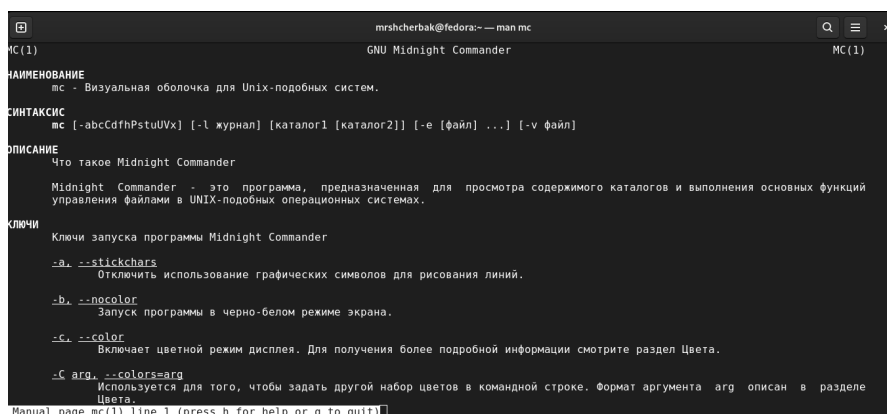 mrshcherbak@fedora:~ — man mc
MC(1) GNU Midnight Commander MC(1)
НАИМЕНОВАНИЕ
mc - Визуальная оболочка для Unix-подобных систем.
СИНТАКСИС
mc [-abcCdfhPstuUVx] [-l журнал] [каталог1 [каталог2]] [-e [файл] ...] [-v файл]
ОПИСАНИЕ
Что такое Midnight Commander
Midnight Commander - это программа, предназначенная для просмотра содержимого каталогов и выполнения основных функций
управления файлами в UNIX-подобных операционных системах.
КЛЮЧИ
Ключи запуска программы Midnight Commander
-a, --stickchars
Отключить использование графических символов для рисования линий.
-b, --nocolor
Запуск программы в черно-белом режиме экрана.
-c, --color
Включает цветной режим дисплея. Для получения более подробной информации смотрите раздел Цвета.
-C arg, --colors=arg
Используется для того, чтобы задать другой набор цветов в командной строке. Формат аргумента arg описан в разделе
Цвета.
Manual page mc(1) line 1 (press h for help or q to quit)